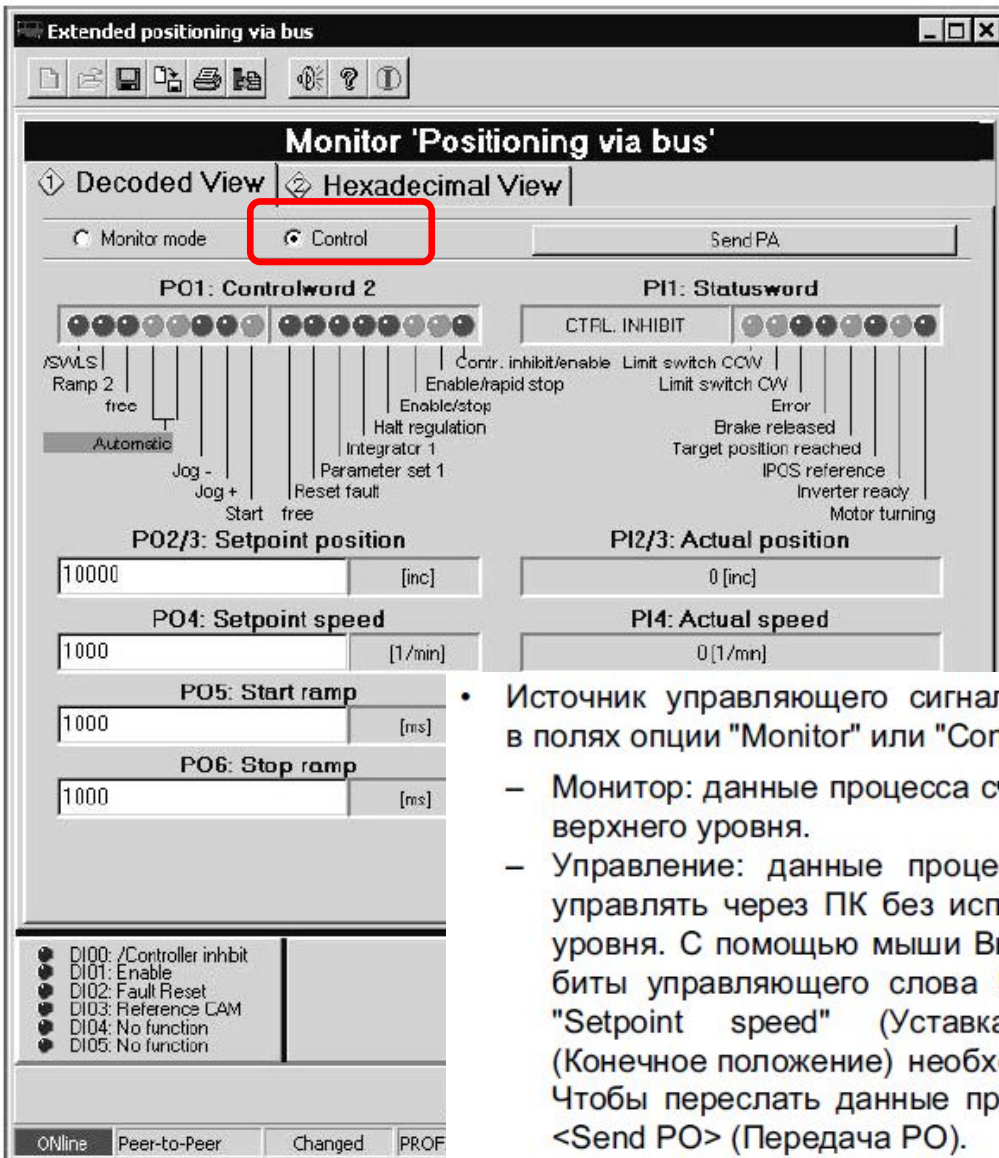 Extended positioning via bus
Monitor 'Positioning via bus'
1 Decoded View
2 Hexadecimal View
Monitor mode
Control
Send PA
PO1: Controlword 2
PI1: Statusword
CTRL. INHIBIT
/SWLS
Ramp 2
free
Automatic
Jog -
Jog +
Start
free
Reset fault
Parameter set 1
Integrator 1
Halt regulation
Enable/stop
Enable/rapid stop
Contr. inhibit/enable
Limit switch CCW
Limit switch CW
Error
Brake released
Target position reached
IPOS reference
Inverter ready
Motor turning
PO2/3: Setpoint position
10000 [inc]
PI2/3: Actual position
0 [inc]
PO4: Setpoint speed
1000 [1/min]
PI4: Actual speed
0 [1/min]
PO5: Start ramp
1000 [ms]
PO6: Stop ramp
1000 [ms]
DI00: /Controller inhbit
DI01: Enable
DI02: Fault Reset
DI03: Reference CAM
DI04: No function
DI05: No function
ONline Peer-to-Peer Changed PROF
• Источник управляющего сигнал
в полях опции "Monitor" или "Cor
– Монитор: данные процесса сч
верхнего уровня.
– Управление: данные проце
управлять через ПК без исп
уровня. С помощью мыши В
биты управляющего слова
"Setpoint speed" (Уставка
(Конечное положение) необх
Чтобы переслать данные пр
<Send PO> (Передача PO).